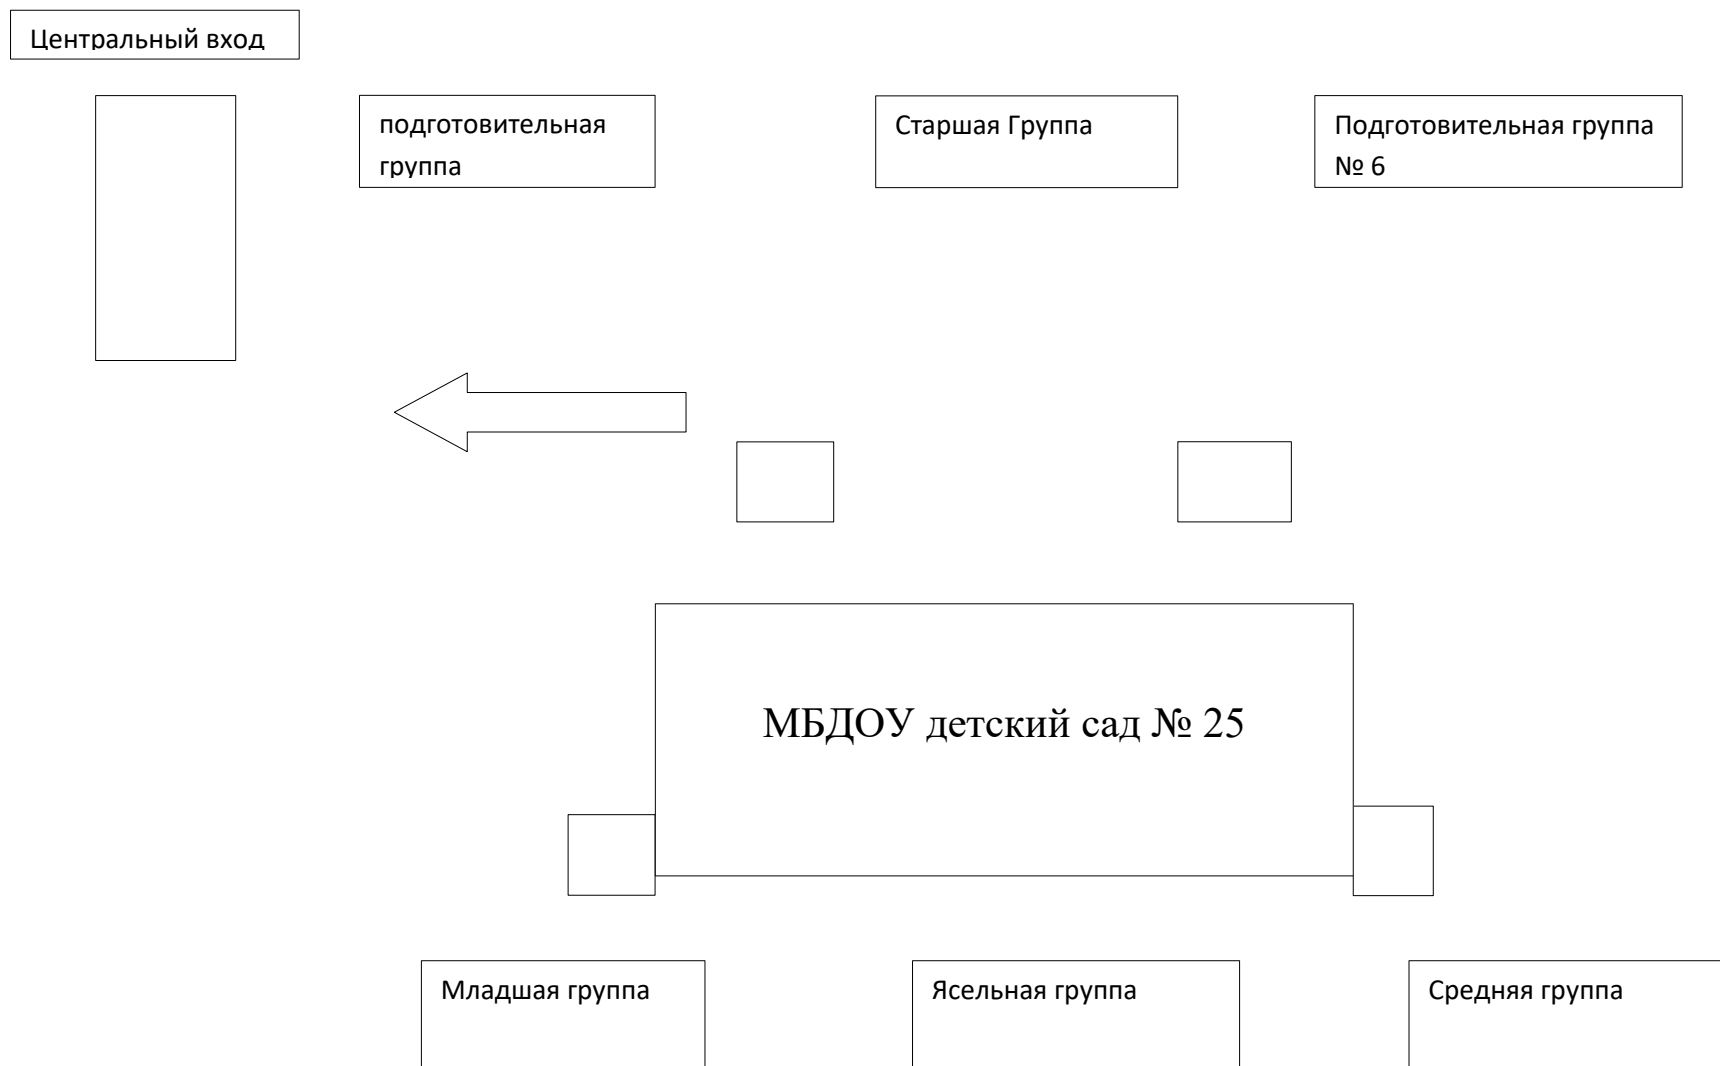 Центральный вход
подготовительная
группа
Старшая Группа
Подготовительная группа
№ 6
МБДОУ детский сад № 25
Младшая группа
Ясельная группа
Средняя группа